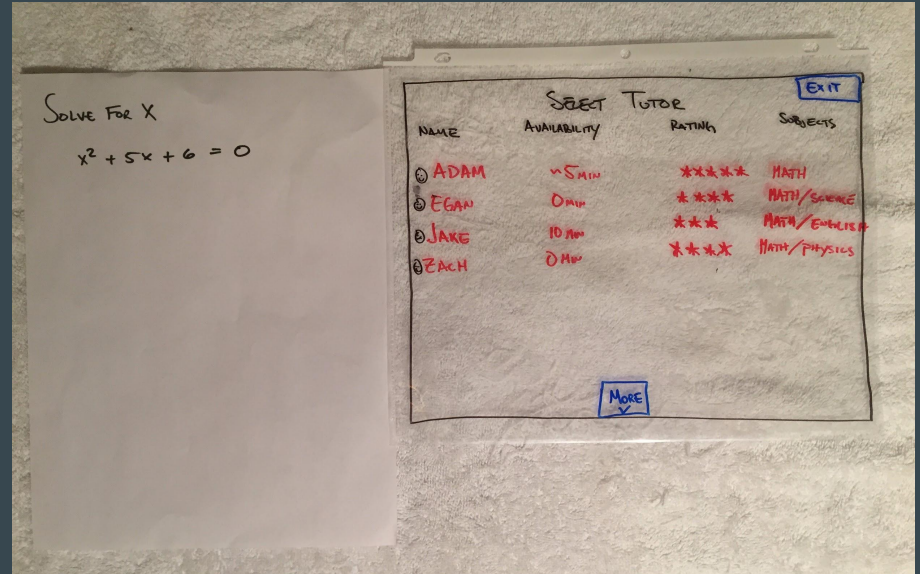 SOLVE FOR X
x² + 5x + 6 = 0
EXIT
SELECT TUTOR
NAME AVAILABILITY RATING SUBJECTS
ADAM ~5 MIN ***** MATH
EGAN 0 MIN **** MATH/SCIENCE
JAKE 10 MIN *** MATH/ENGLISH
ZACH 0 MIN **** MATH/PHYSICS
MORE